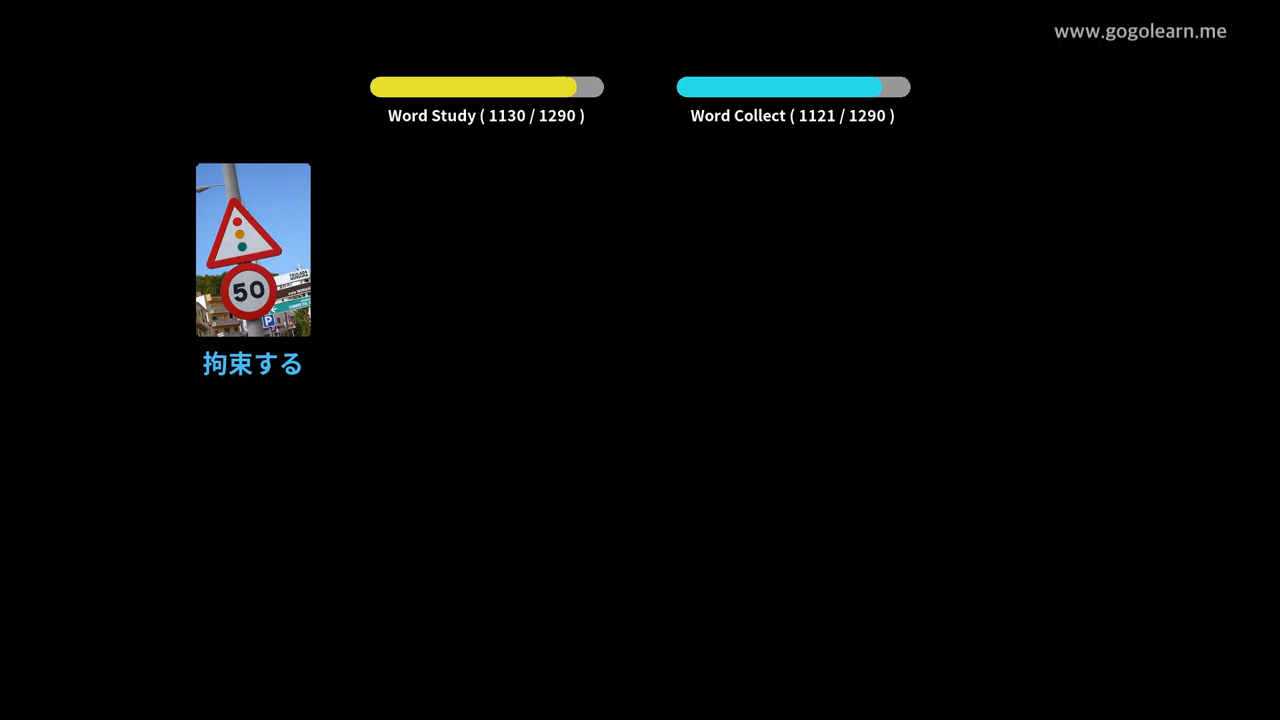 www.gogolearn.me
Word Study ( 1130 / 1290 )
Word Collect ( 1121 / 1290 )
50
P
拘束する